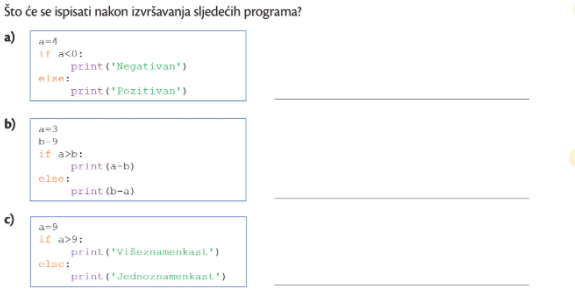 Što će se ispisati nakon izvršavanja sljedećih programa?
a)
a=4
if a<0:
print('Negativan')
else:
print('Pozitivan')
b)
a=3
b=9
if a>b:
print(a-b)
else:
print(b-a)
c)
a=9
if a>9:
print('Višeznamenkast')
else:
print('Jednoznamenkast')